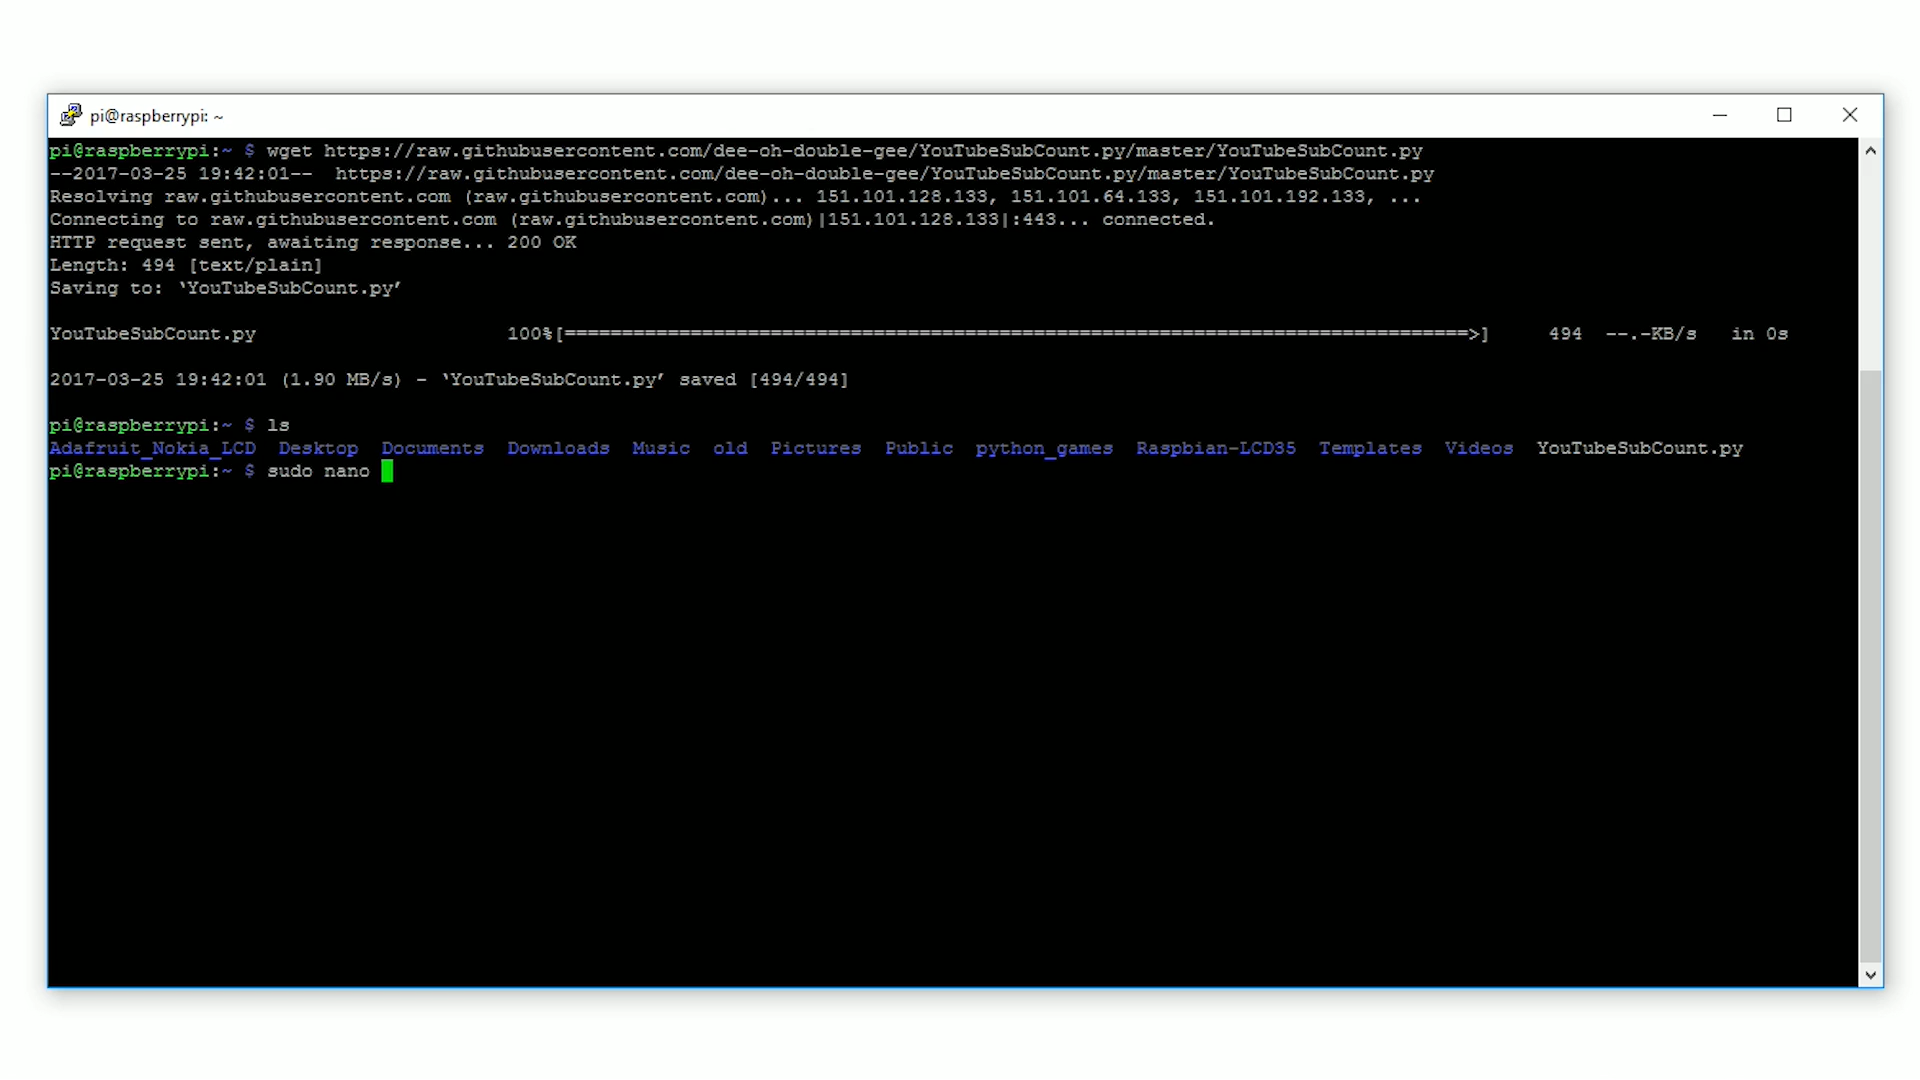 pi@raspberrypi: ~
pi@raspberrypi:~ $ wget https://raw.githubusercontent.com/dee-oh-double-gee/YouTubeSubCount.py/master/YouTubeSubCount.py
--2017-03-25 19:42:01--  https://raw.githubusercontent.com/dee-oh-double-gee/YouTubeSubCount.py/master/YouTubeSubCount.py
Resolving raw.githubusercontent.com (raw.githubusercontent.com)... 151.101.128.133, 151.101.64.133, 151.101.192.133, ...
Connecting to raw.githubusercontent.com (raw.githubusercontent.com)|151.101.128.133|:443... connected.
HTTP request sent, awaiting response... 200 OK
Length: 494 [text/plain]
Saving to: ‘YouTubeSubCount.py’
YouTubeSubCount.py                      100%[===============================================================================>]     494  --.-KB/s   in 0s
2017-03-25 19:42:01 (1.90 MB/s) - ‘YouTubeSubCount.py’ saved [494/494]
pi@raspberrypi:~ $ ls
Adafruit_Nokia_LCD  Desktop  Documents  Downloads  Music  old  Pictures  Public  python_games  Raspbian-LCD35  Templates  Videos  YouTubeSubCount.py
pi@raspberrypi:~ $ sudo nano